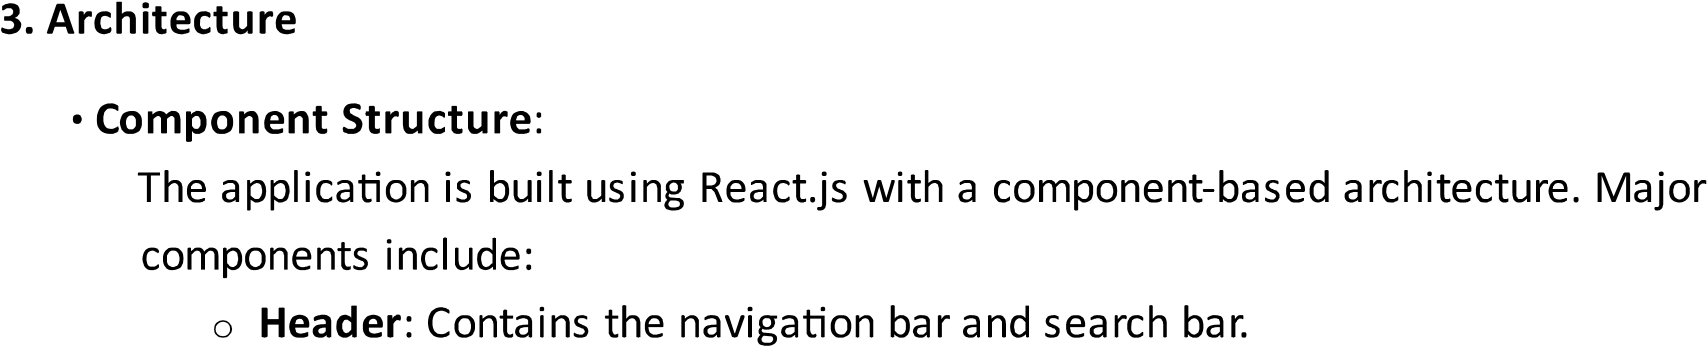 3. Architecture
• Component Structure:
The application is built using React.js with a component-based architecture. Major
components include:
○ Header: Contains the navigation bar and search bar.